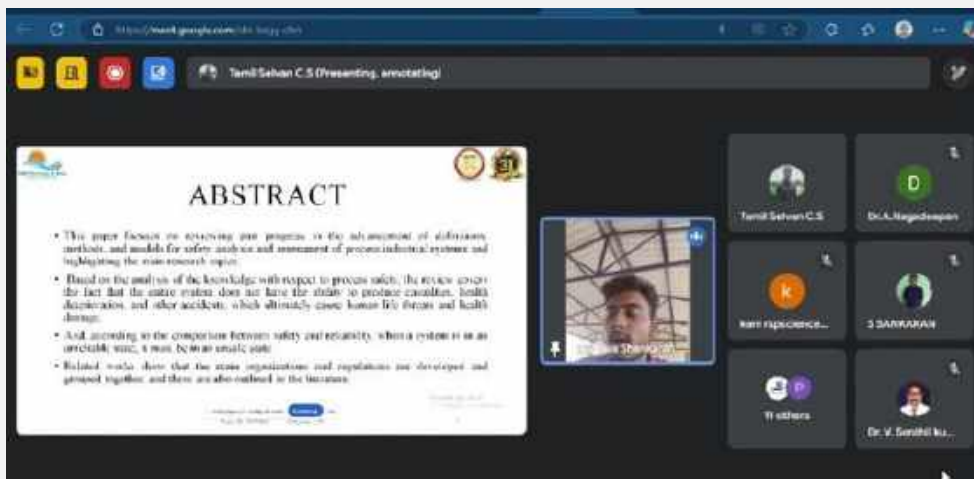 Tamil Selvan C.S (Presenting, annotating)
ABSTRACT
• This paper focuses on reviewing past progress in the advancement of definitions,
methods, and models for safety analysis and assessment of process industrial systems and
highlighting the main research topics.
• Based on the analysis of the knowledge with respect to process safety, the review covers
the fact that the entire system does not have the ability to produce casualties, health
deterioration, and other accidents, which ultimately cause human life threats and health
damage.
• And, according to the comparison between safety and reliability, when a system is in an
unreliable state, it must be in an unsafe state.
• Related works show that the main organizations and regulations are developed and
grouped together, and these are also outlined in the literature.
31
Tamil Selvan C.S
D
Dr.A.Nagadeepan
k
S SANKARAN
11 others
Dr. V. Senthil ku...